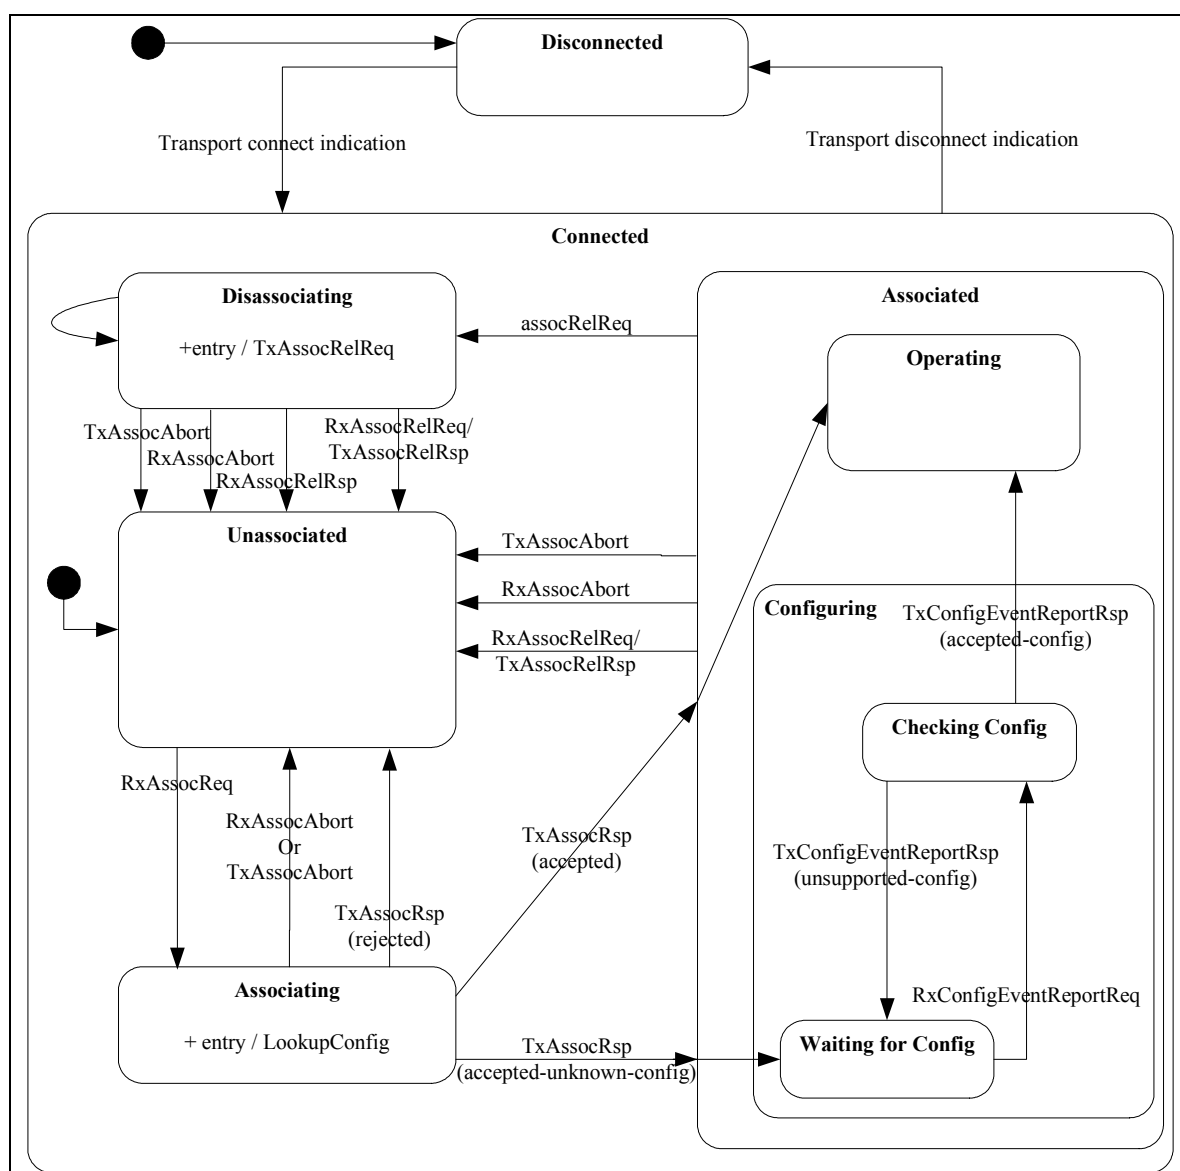 Disconnected
Transport connect indication
Transport disconnect indication
Connected
Disassociating
+entry / TxAssocRelReq
assocRelReq
Associated
Operating
TxAssocAbort
RxAssocAbort
RxAssocRelRsp
RxAssocRelReq/
TxAssocRelRsp
Unassociated
TxAssocAbort
RxAssocAbort
RxAssocRelReq/
TxAssocRelRsp
Configuring
TxConfigEventReportRsp
(accepted-config)
Checking Config
RxAssocReq
RxAssocAbort
Or
TxAssocAbort
TxAssocRsp
(rejected)
TxAssocRsp
(accepted)
TxConfigEventReportRsp
(unsupported-config)
RxConfigEventReportReq
Associating
+ entry / LookupConfig
TxAssocRsp
(accepted-unknown-config)
Waiting for Config